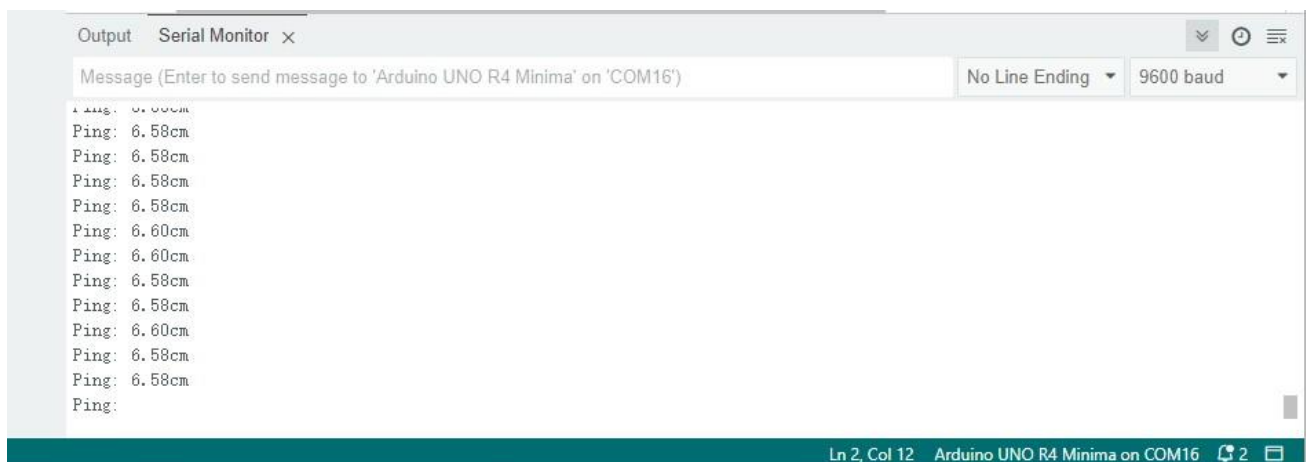 Output Serial Monitor ×
Message (Enter to send message to 'Arduino UNO R4 Minima' on 'COM16') No Line Ending 9600 baud
Ping: 6.58cm
Ping: 6.58cm
Ping: 6.58cm
Ping: 6.58cm
Ping: 6.60cm
Ping: 6.60cm
Ping: 6.58cm
Ping: 6.58cm
Ping: 6.60cm
Ping: 6.58cm
Ping: 6.58cm
Ping:
Ln 2, Col 12 Arduino UNO R4 Minima on COM16 2